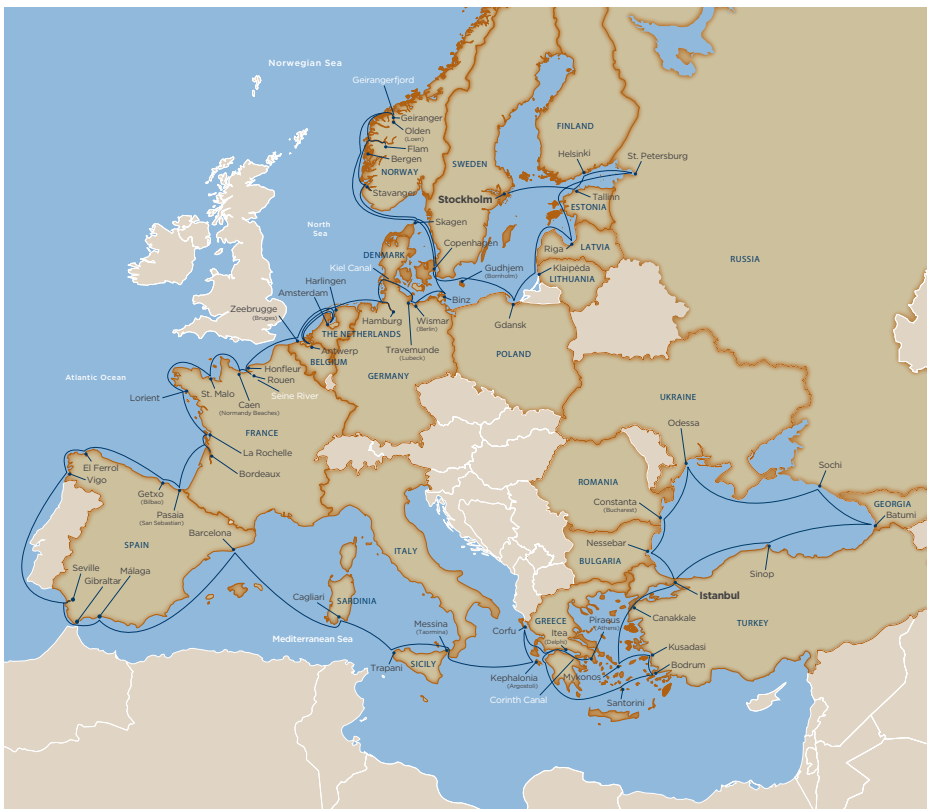 Norwegian Sea
Geirangerfjord
Geiranger
Olden
(Loen)
Flam
Bergen
NORWAY
Stavanger
SWEDEN
FINLAND
Helsinki
St. Petersburg
Stockholm
Tallinn
ESTONIA
North
Sea
Skagen
Copenhagen
Riga
LATVIA
DENMARK
Kiel Canal
Gudhjem
(Bornholm)
Klaipėda
LITHUANIA
RUSSIA
Harlingen
Amsterdam
Binz
Zeebrugge
(Bruges)
Hamburg
Wismar
(Berlin)
Gdansk
THE NETHERLANDS
Antwerp
BELGIUM
Travemunde
(Lubeck)
POLAND
GERMANY
Atlantic Ocean
Honfleur
Rouen
Seine River
St. Malo
Caen
(Normandy Beaches)
Lorient
UKRAINE
Odessa
FRANCE
La Rochelle
Bordeaux
El Ferrol
Vigo
Getxo
(Bilbao)
Pasaia
(San Sebastian)
Sochi
ROMANIA
Constanta
(Bucharest)
GEORGIA
Batumi
Barcelona
SPAIN
ITALY
Nessebar
BULGARIA
Sinop
Seville
Gibraltar
Málaga
Istanbul
Cagliari
SARDINIA
Messina
(Taormina)
Mediterranean Sea
Trapani
SICILY
Corfu
GREECE
Itea
(Delphi)
Piraeus
(Athens)
Canakkale
TURKEY
Kusadasi
Bodrum
Kephalonia
(Argostoli)
Mykonos
Corinth Canal
Santorini